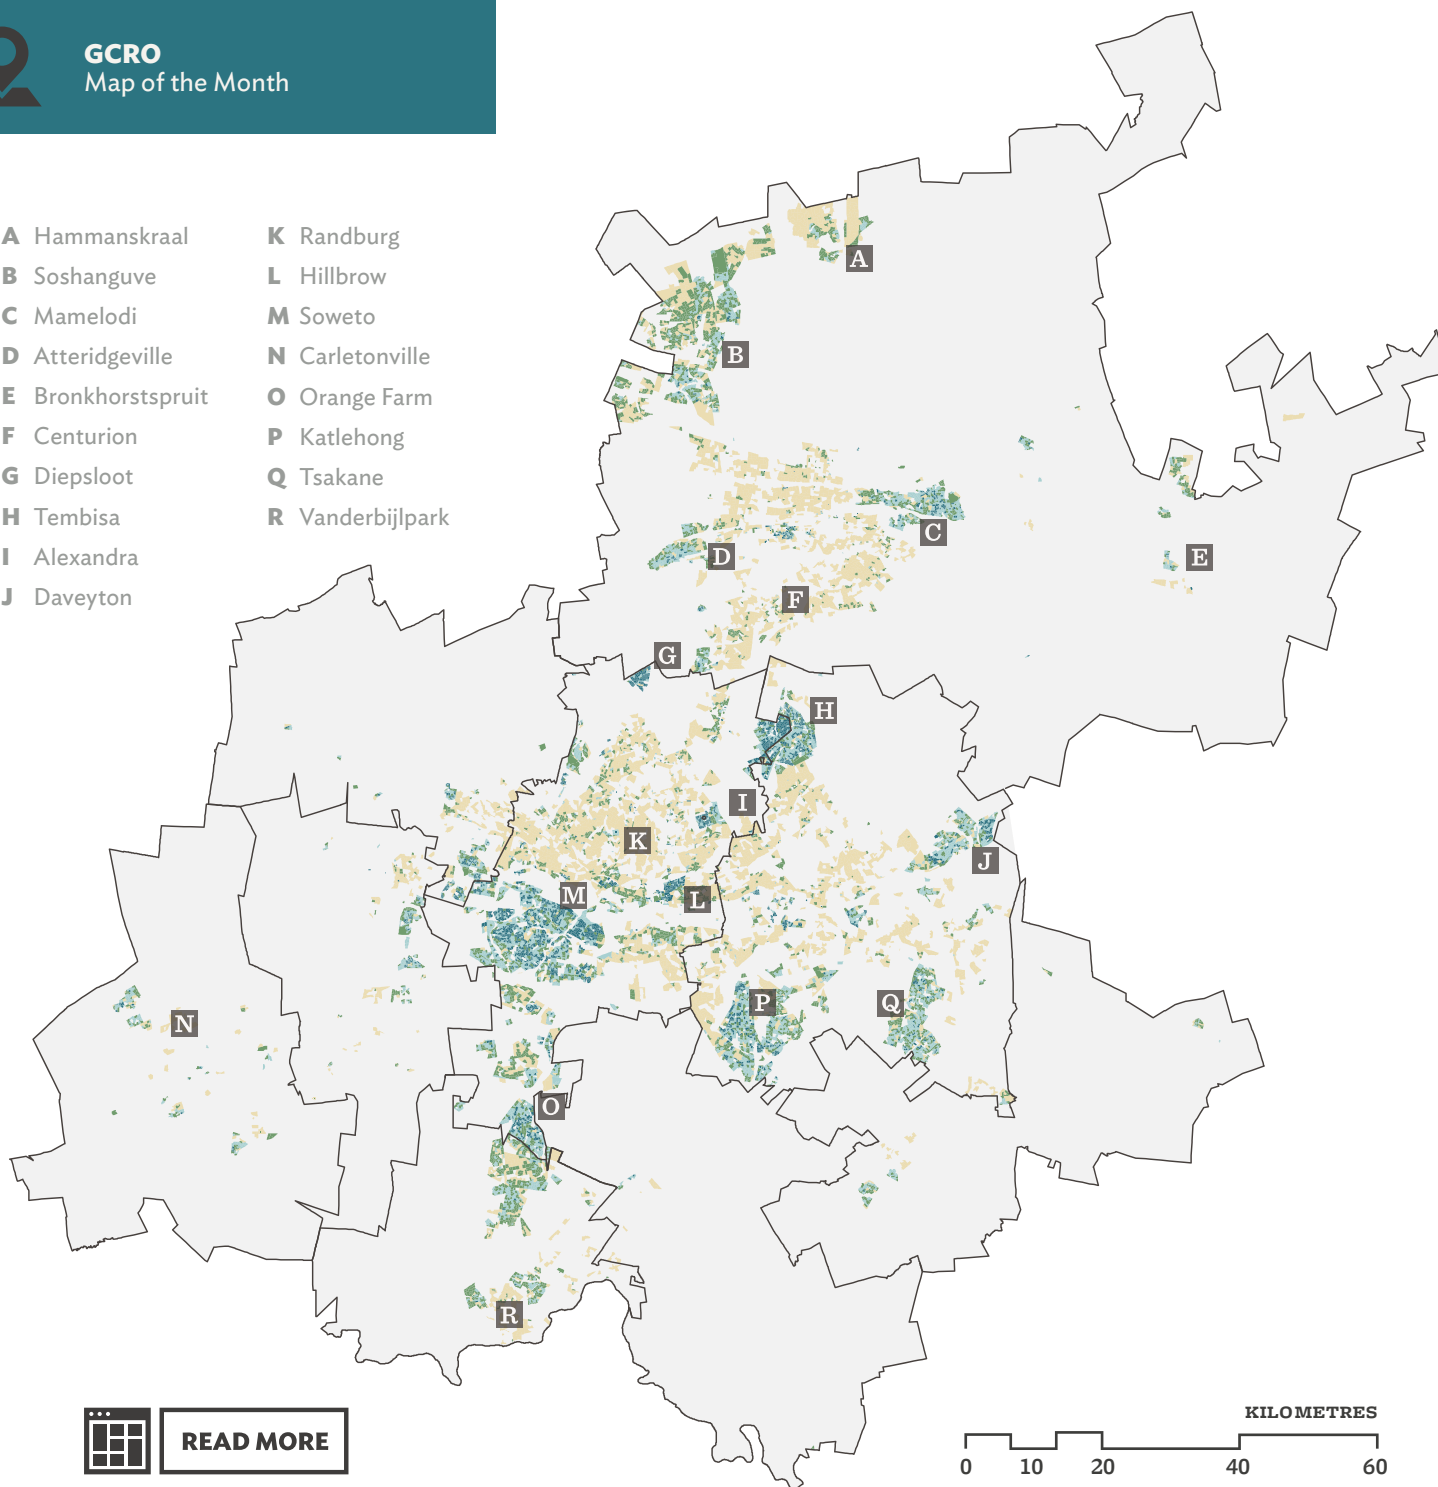 GCRO
Map of the Month
A Hammanskraal
B Soshanguve
C Mamelodi
D Atteridgeville
E Bronkhorstspruit
F Centurion
G Diepsloot
H Tembisa
I Alexandra
J Daveyton
K Randburg
L Hillbrow
M Soweto
N Carletonville
O Orange Farm
P Katlehong
Q Tsakane
R Vanderbijlpark
A
B
C
D
E
F
G
H
I
K
J
M
L
N
P
Q
O
R
READ MORE
KILOMETRES
0 10 20 40 60